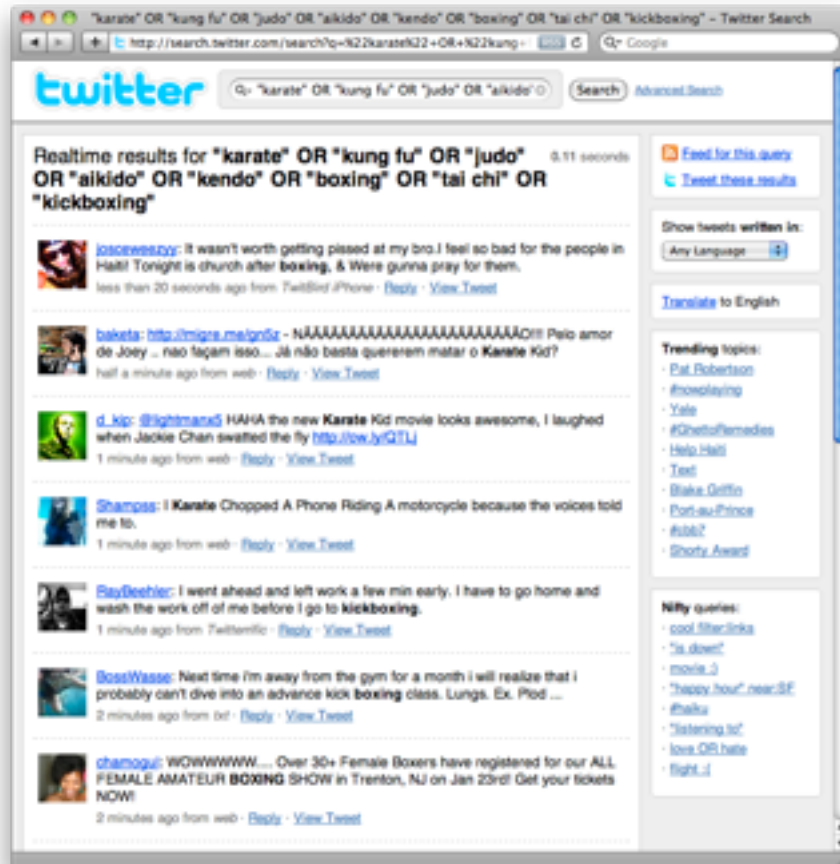 "karate" OR "kung fu" OR "judo" OR "aikido" OR "kendo" OR "boxing" OR "tai chi" OR "kickboxing" – Twitter Search
http://search.twitter.com/search?q=%22karate%22+OR+%22kung+
Google
twitter
"karate" OR "kung fu" OR "judo" OR "aikido"
Search
Advanced Search
Realtime results for "karate" OR "kung fu" OR "judo"
0.11 seconds
OR "aikido" OR "kendo" OR "boxing" OR "tai chi" OR
"kickboxing"
josceweezyy: It wasn't worth getting pissed at my bro.I feel so bad for the people in
Haiti! Tonight is church after boxing, & Were gunna pray for them.
less than 20 seconds ago from TwitBird iPhone · Reply · View Tweet
baketa: http://migre.me/gn5z - Pelo amor
de Joey .. nao façam isso... Já não basta quererem matar o Karate Kid?
half a minute ago from web · Reply · View Tweet
d_kip: @lightmanx5 HAHA the new Karate Kid movie looks awesome, I laughed
when Jackie Chan swatted the fly http://ow.ly/QTLj
1 minute ago from web · Reply · View Tweet
Shampss: I Karate Chopped A Phone Riding A motorcycle because the voices told
me to.
1 minute ago from web · Reply · View Tweet
RayBeehler: I went ahead and left work a few min early. I have to go home and
wash the work off of me before I go to kickboxing.
1 minute ago from Twitterrific · Reply · View Tweet
BossWasse: Next time i'm away from the gym for a month i will realize that i
probably can't dive into an advance kick boxing class. Lungs. Ex. Plod ...
2 minutes ago from txt · Reply · View Tweet
chamogul: WOWWWWW.... Over 30+ Female Boxers have registered for our ALL
FEMALE AMATEUR BOXING SHOW in Trenton, NJ on Jan 23rd! Get your tickets
NOW!
2 minutes ago from web · Reply · View Tweet
Feed for this query
Tweet these results
Show tweets written in:
Any Language
Translate to English
Trending topics:
· Pat Robertson
· #nowplaying
· Yele
· #GhettoRemedies
· Help Haiti
· Text
· Blake Griffin
· Port-au-Prince
· #cbb7
· Shorty Award
Nifty queries:
· cool filter:links
· "is down"
· movie :)
· "happy hour" near:SF
· #haiku
· "listening to"
· love OR hate
· flight :(